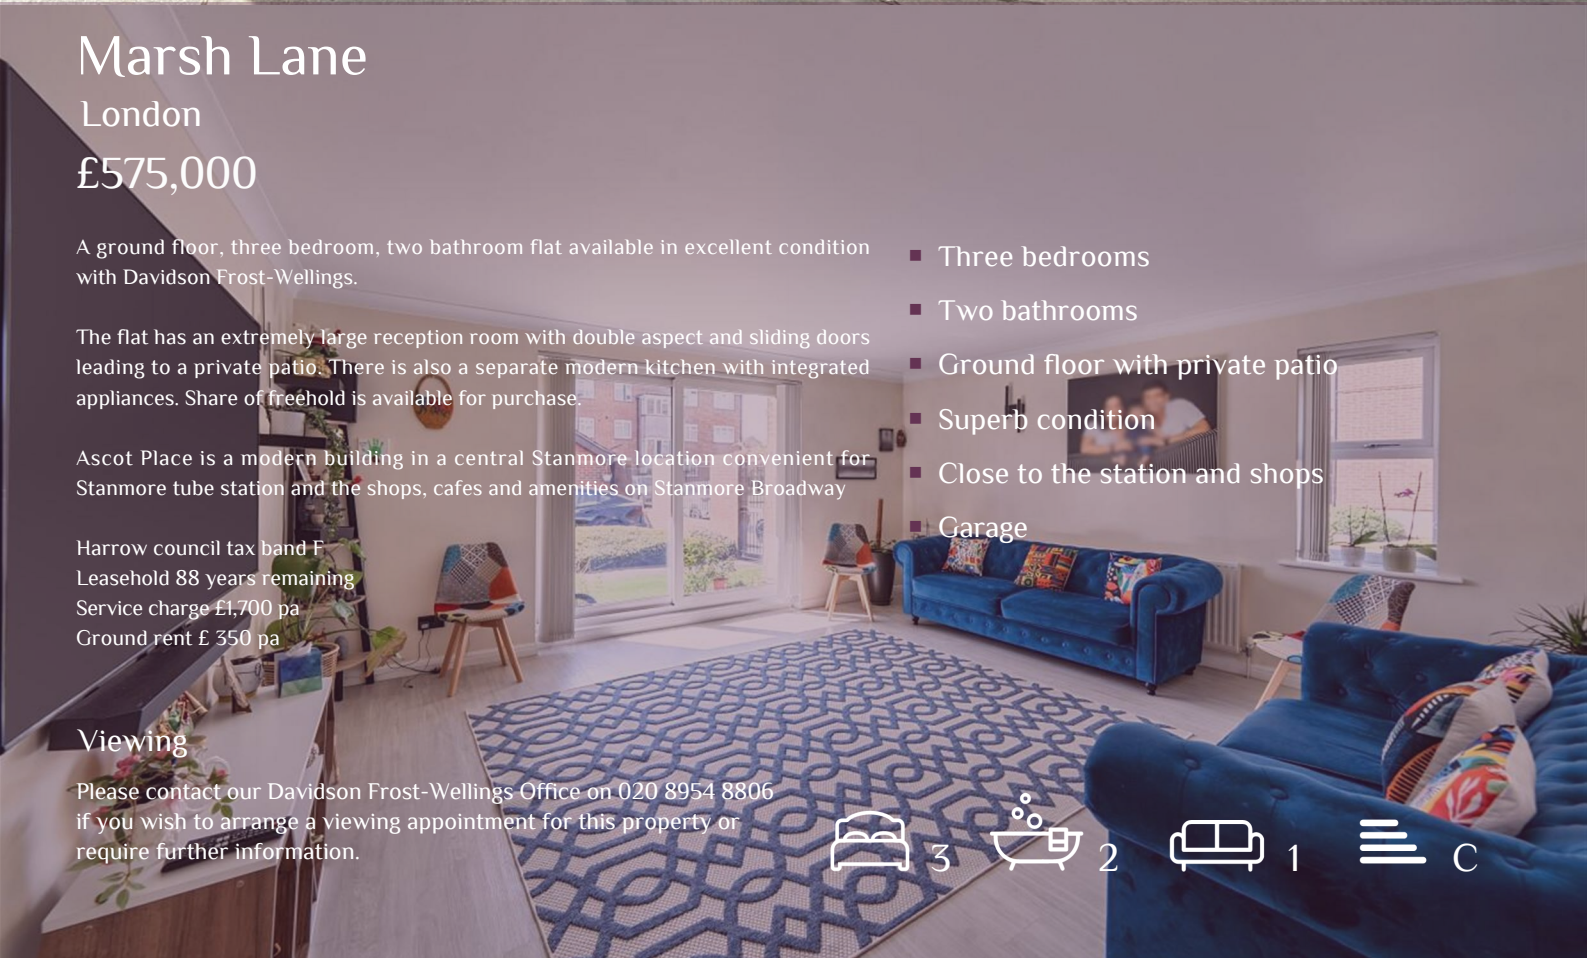 Marsh Lane
London
£575,000
A ground floor, three bedroom, two bathroom flat available in excellent condition
with Davidson Frost-Wellings.
The flat has an extremely large reception room with double aspect and sliding doors
leading to a private patio. There is also a separate modern kitchen with integrated
appliances. Share of freehold is available for purchase.
Ascot Place is a modern building in a central Stanmore location convenient for
Stanmore tube station and the shops, cafes and amenities on Stanmore Broadway
Harrow council tax band F
Leasehold 88 years remaining
Service charge £1,700 pa
Ground rent £ 350 pa
Three bedrooms
Two bathrooms
Ground floor with private patio
Superb condition
Close to the station and shops
Garage
Viewing
Please contact our Davidson Frost-Wellings Office on 020 8954 8806
if you wish to arrange a viewing appointment for this property or
require further information.
3 2 1 C